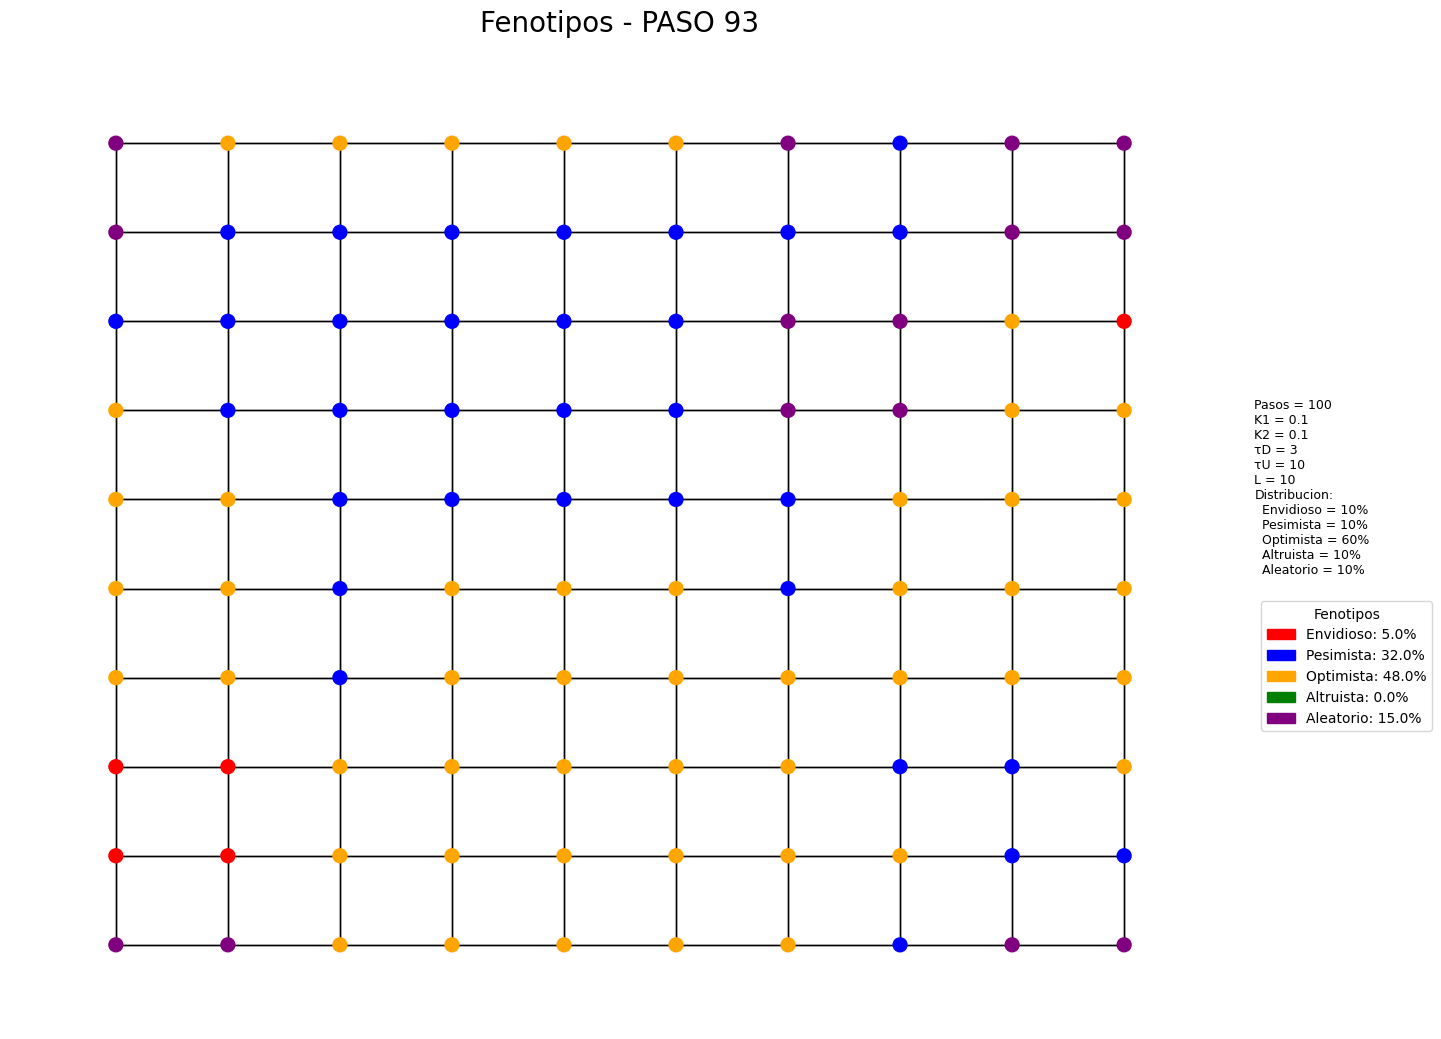 Fenotipos - PASO 93
Pasos = 100
K1 = 0.1
K2 = 0.1
τD = 3
τU = 10
L = 10
Distribucion:
Envidioso = 10%
Pesimista = 10%
Optimista = 60%
Altruista = 10%
Aleatorio = 10%
Fenotipos
Envidioso: 5.0%
Pesimista: 32.0%
Optimista: 48.0%
Altruista: 0.0%
Aleatorio: 15.0%